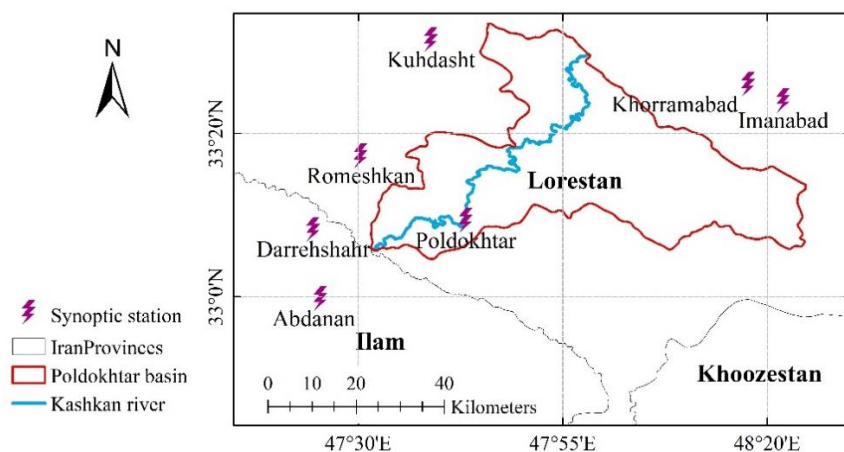 N
Kuhdasht
Khorramabad
Imanabad
33°20'N
Romeshkan
Lorestan
Darrehshahr
Poldokhtar
33°0'N
Abdanan
Ilam
Khoozestan
Synoptic station
IranProvinces
Poldokhtar basin
Kashkan river
0 10 20 40
Kilometers
47°30'E 47°55'E 48°20'E